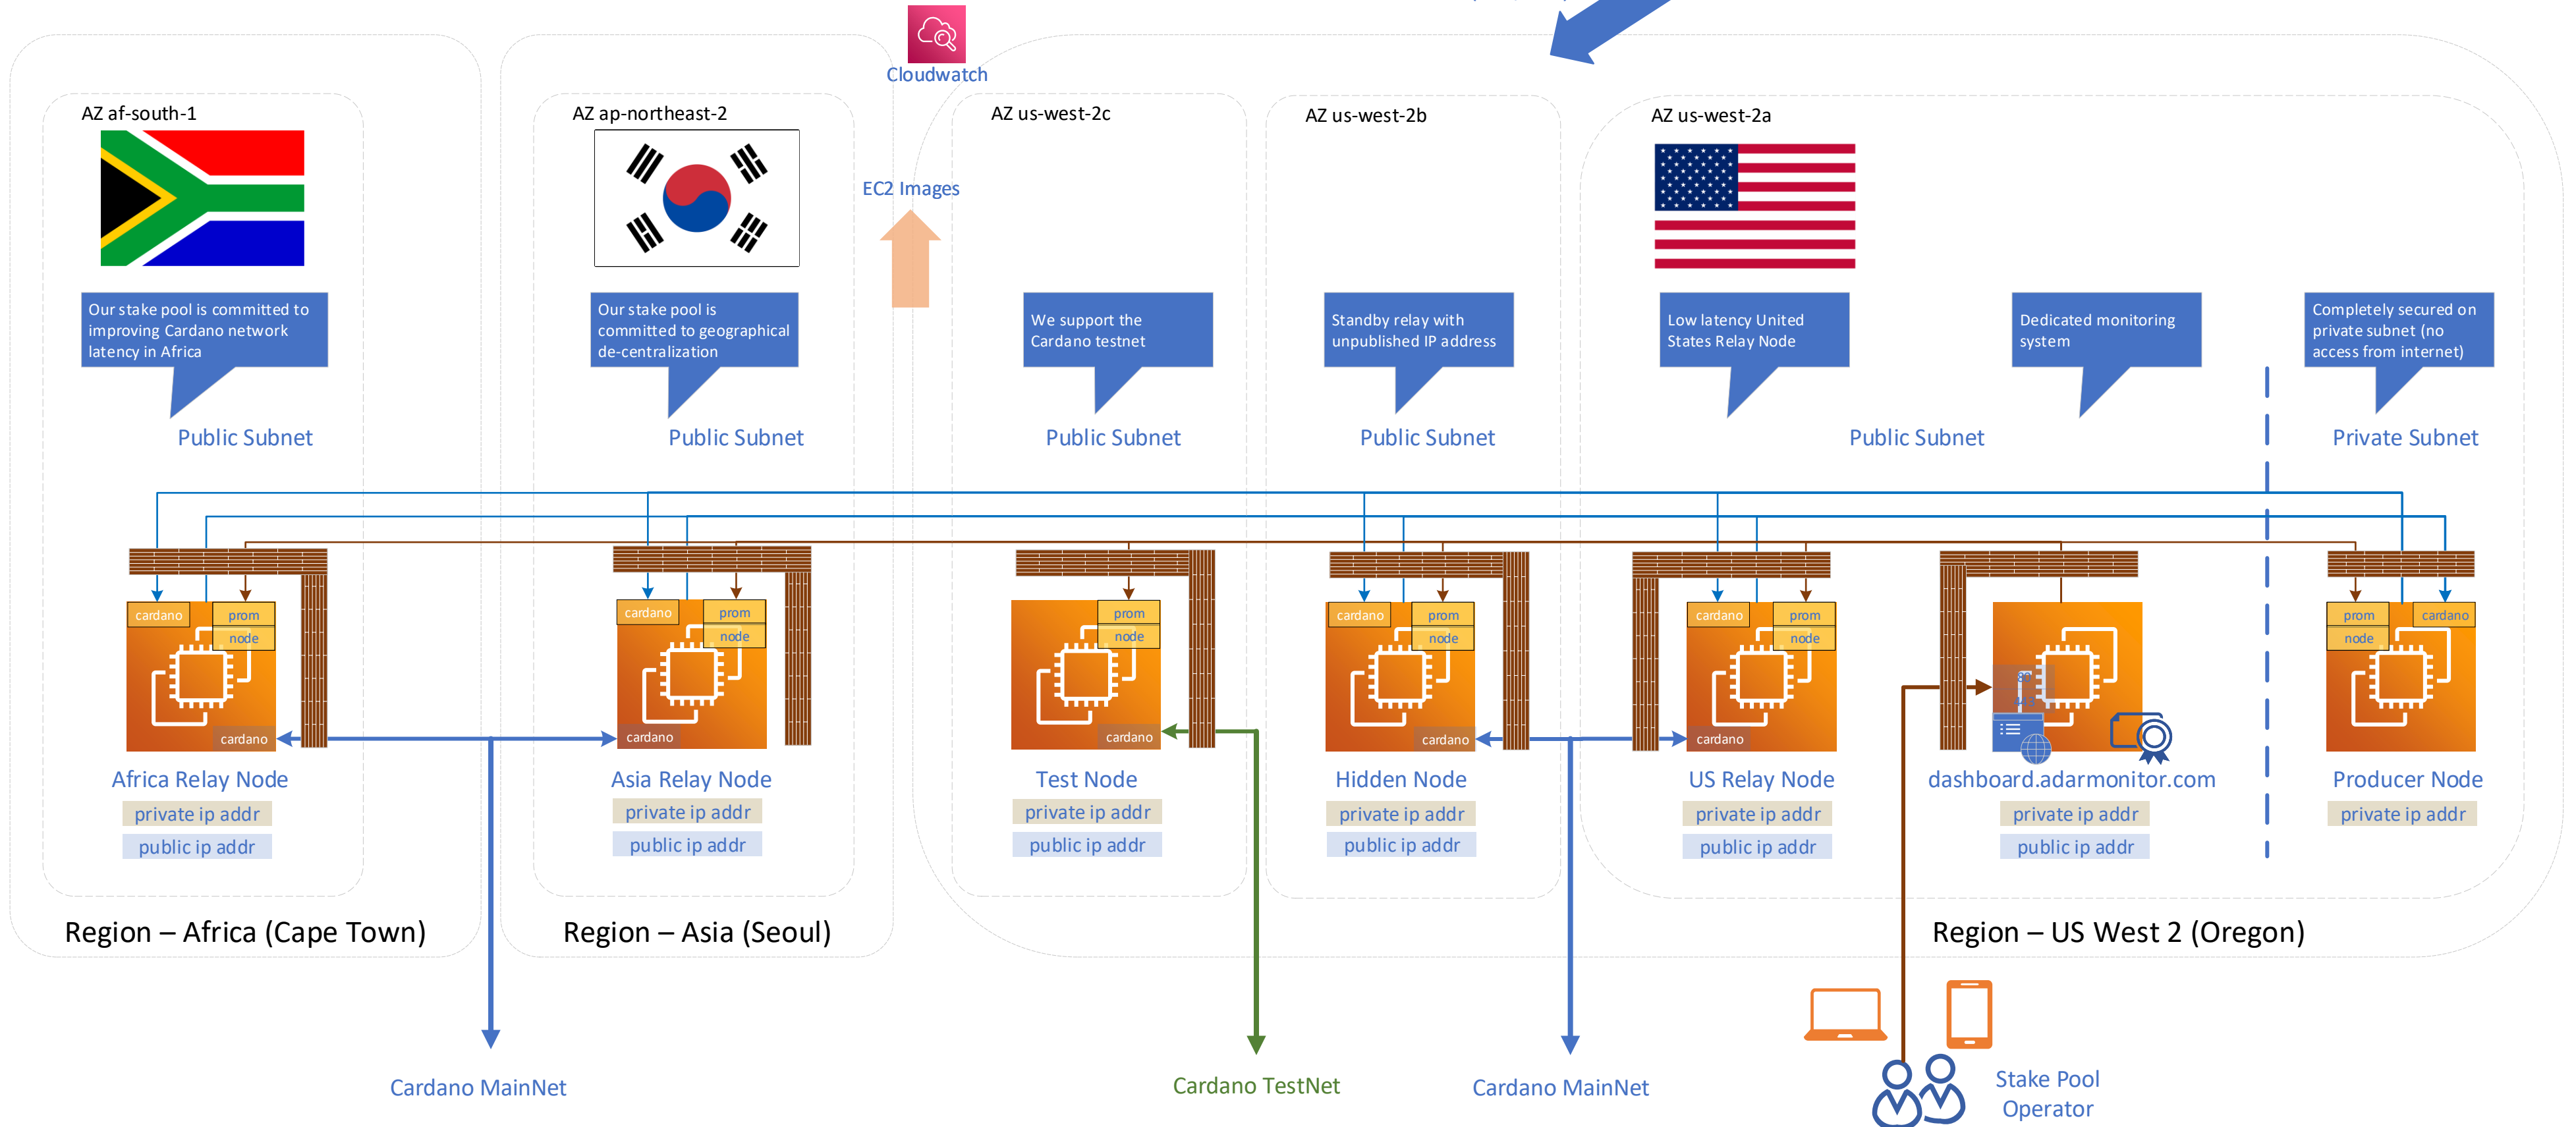 Cloudwatch
AZ af-south-1
AZ ap-northeast-2
AZ us-west-2c
AZ us-west-2b
AZ us-west-2a
EC2 Images
Our stake pool is committed to
improving Cardano network
latency in Africa
Our stake pool is
committed to geographical
de-centralization
We support the
Cardano testnet
Standby relay with
unpublished IP address
Low latency United
States Relay Node
Dedicated monitoring
system
Completely secured on
private subnet (no
access from internet)
Public Subnet
Public Subnet
Public Subnet
Public Subnet
Public Subnet
Private Subnet
cardano
prom
node
cardano
cardano
prom
node
cardano
prom
node
cardano
cardano
prom
node
cardano
cardano
prom
node
cardano
80
443
prom
node
cardano
Africa Relay Node
private ip addr
public ip addr
Asia Relay Node
private ip addr
public ip addr
Test Node
private ip addr
public ip addr
Hidden Node
private ip addr
public ip addr
US Relay Node
private ip addr
public ip addr
dashboard.adarmonitor.com
private ip addr
public ip addr
Producer Node
private ip addr
Region – Africa (Cape Town)
Region – Asia (Seoul)
Region – US West 2 (Oregon)
Cardano MainNet
Cardano TestNet
Cardano MainNet
Stake Pool
Operator